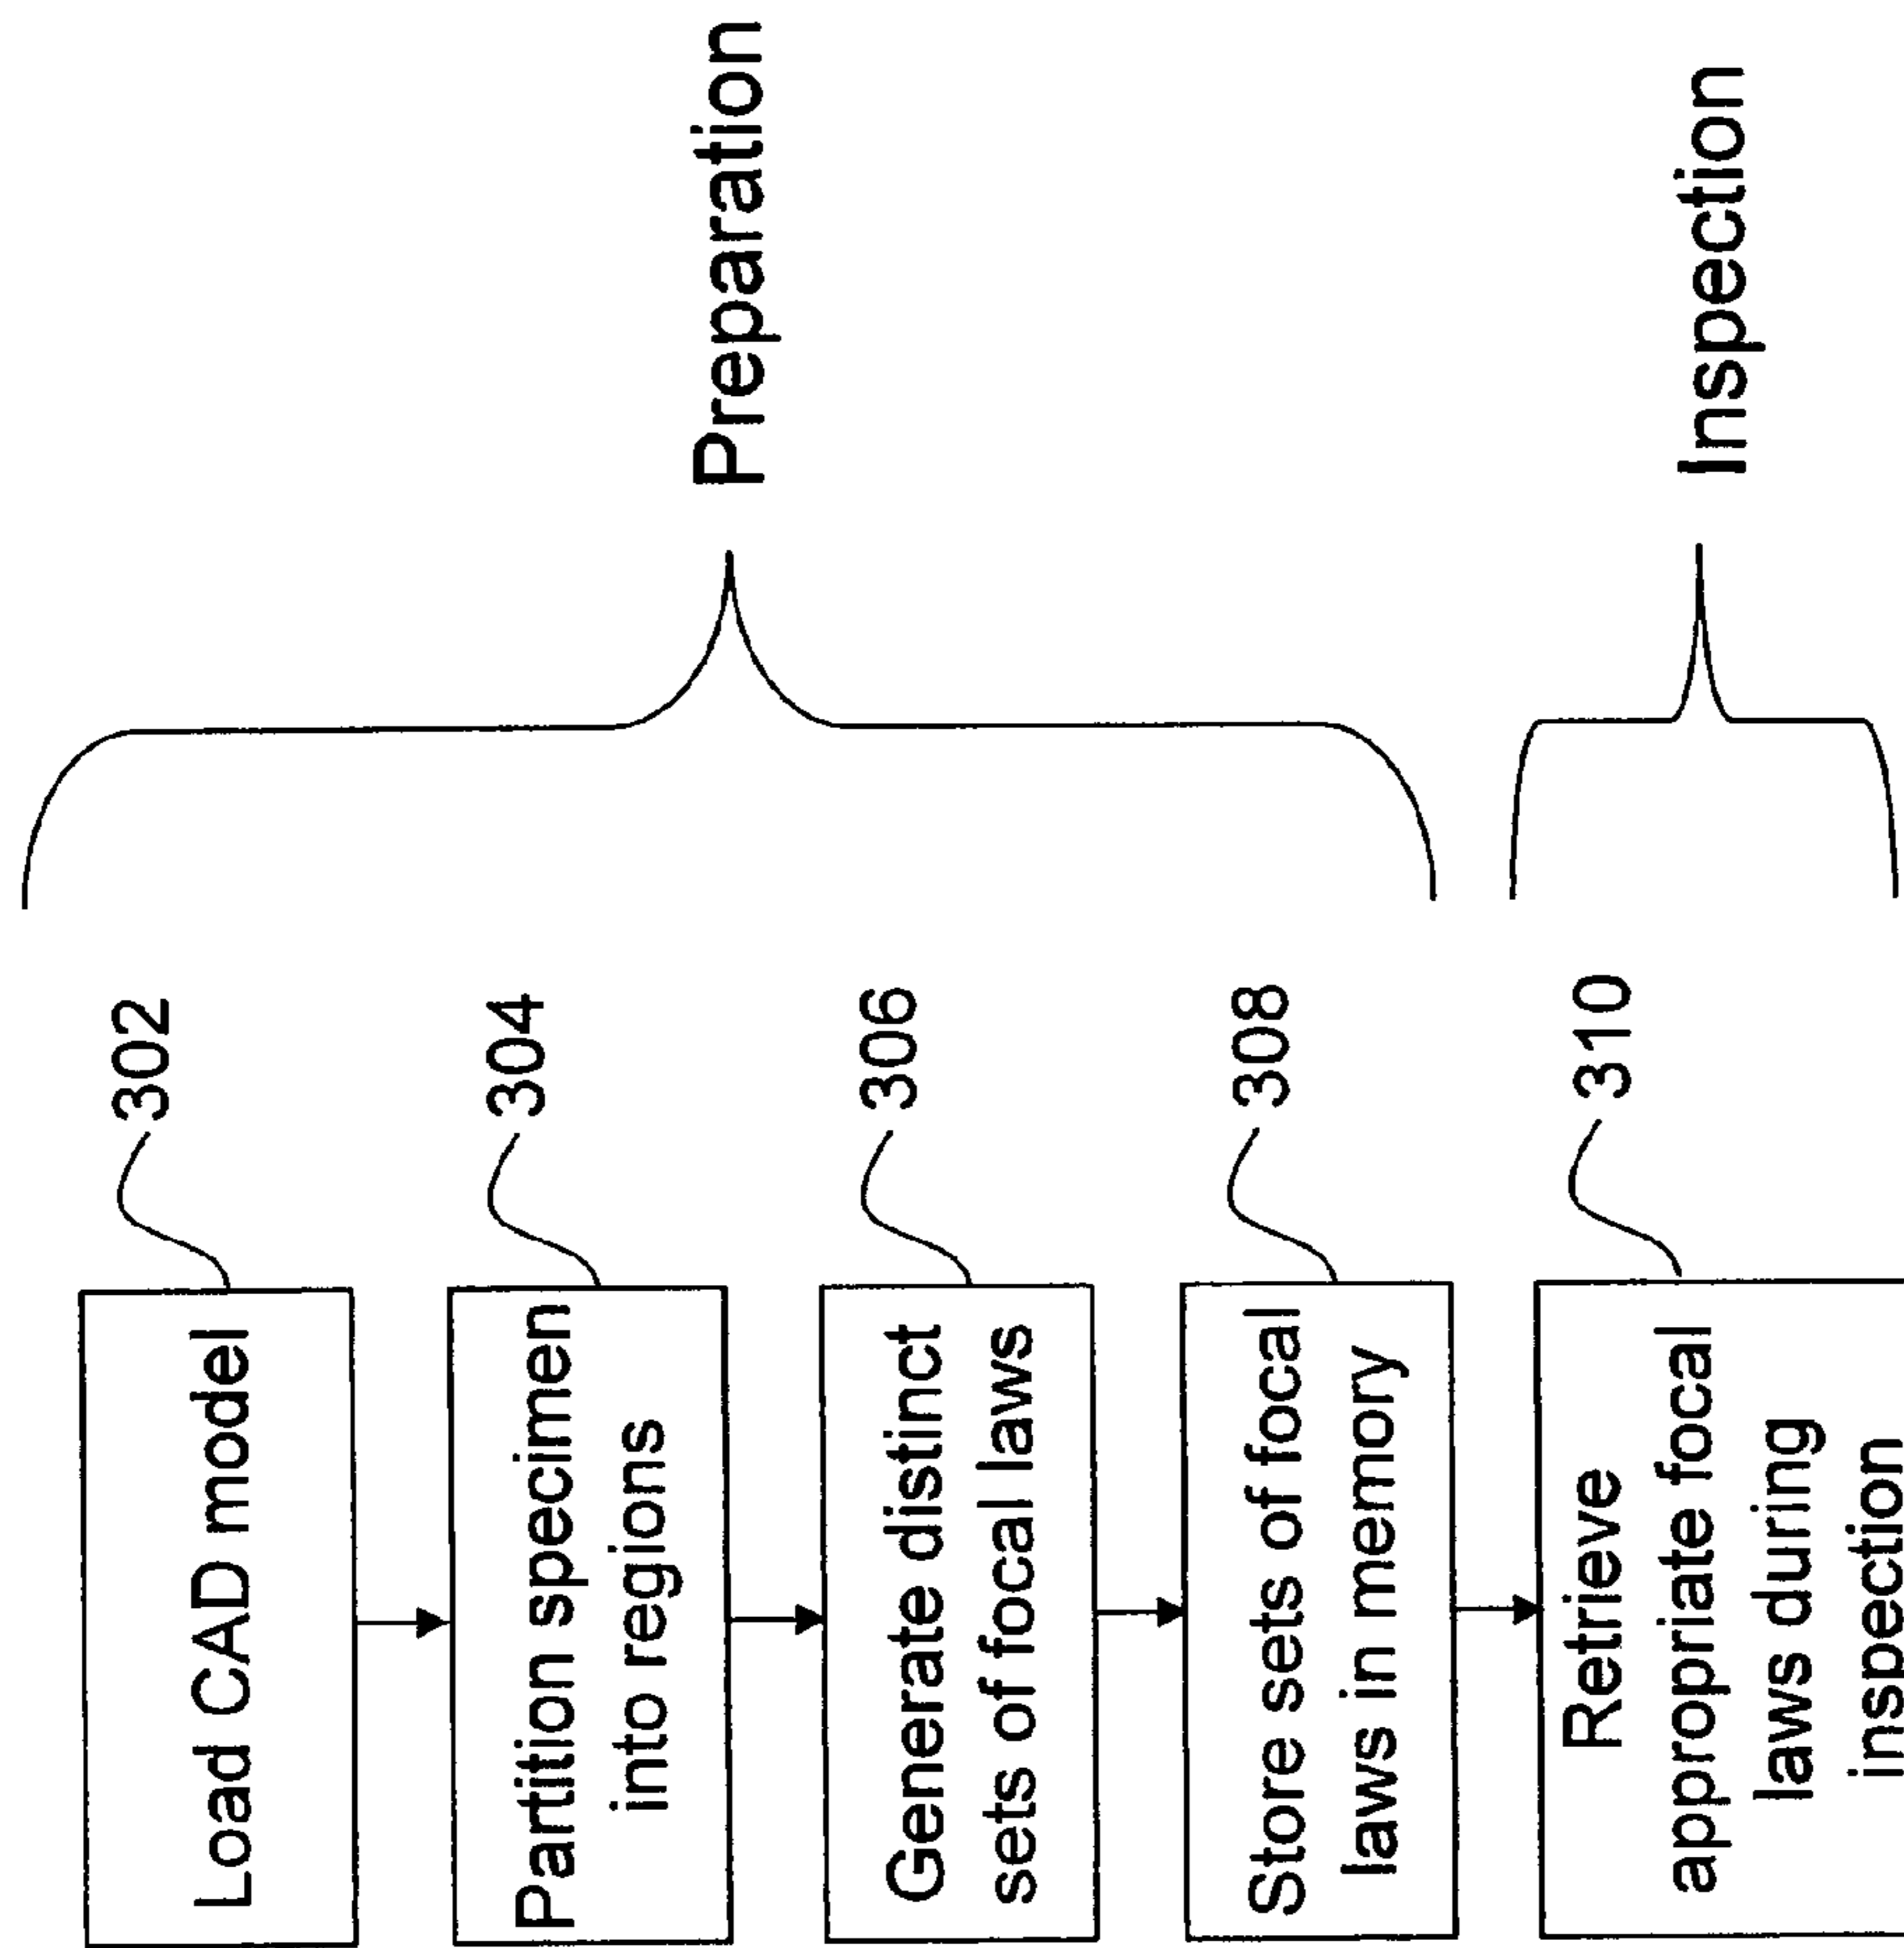 Load CAD model
302
Partition specimen
into regions
304
Generate distinct
sets of focal laws
306
Store sets of focal
laws in memory
308
Preparation
Retrieve
appropriate focal
laws during
inspection
310
Inspection